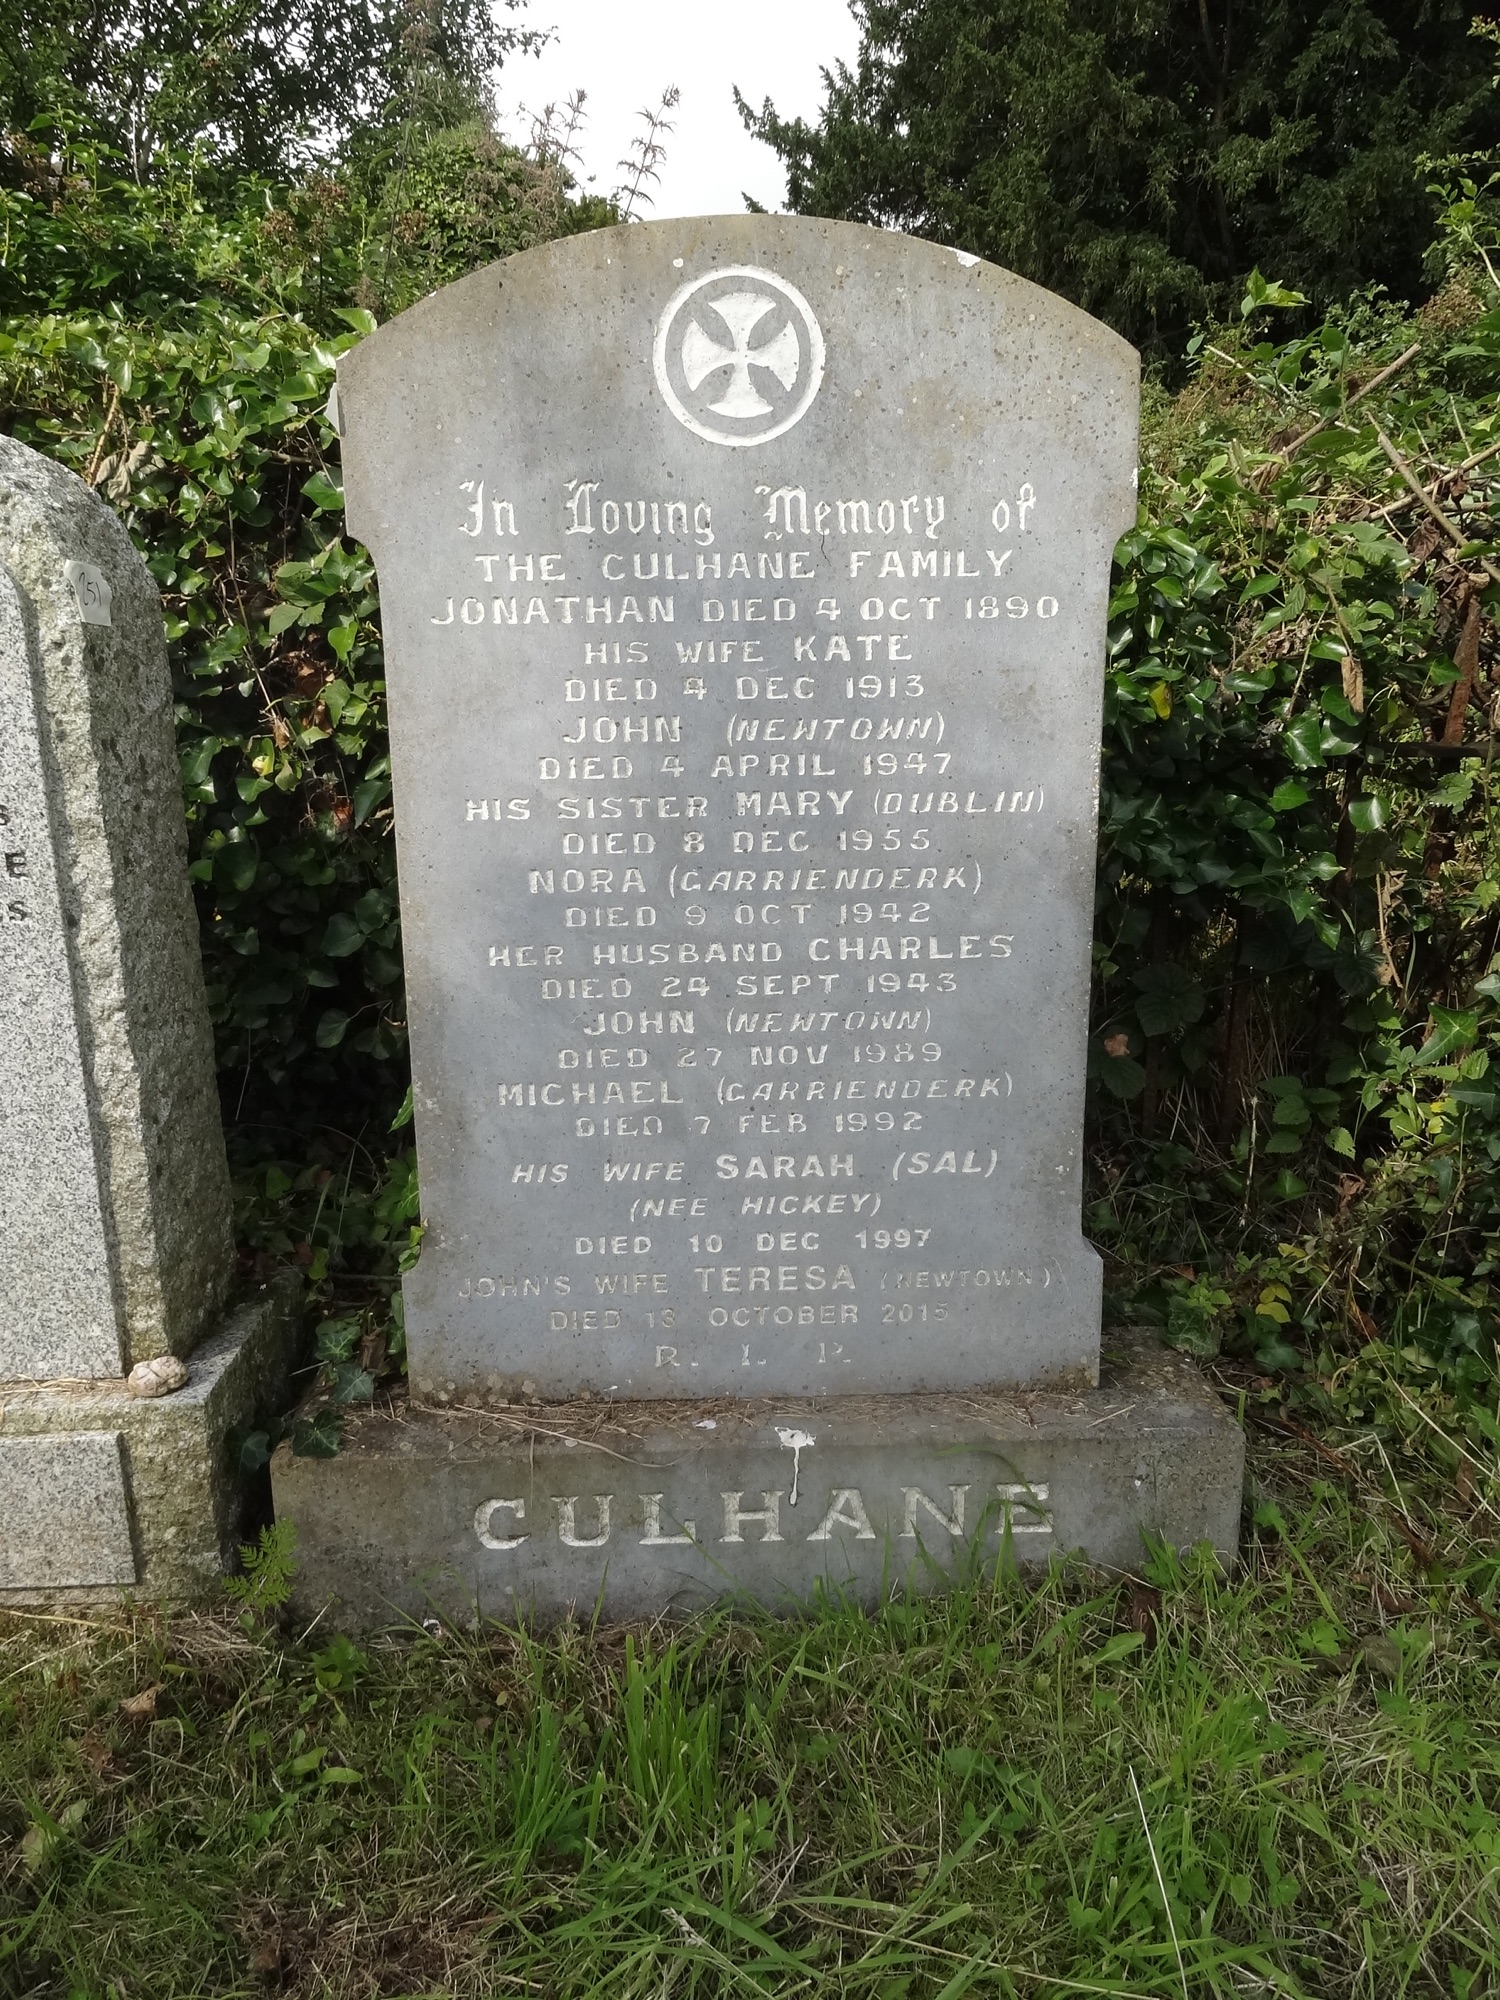 In Loving Memory of
THE CULHANE FAMILY
JONATHAN DIED 4 OCT 1890
HIS WIFE KATE
DIED 4 DEC 1913
JOHN (NEWTOWN)
DIED 4 APRIL 1947
HIS SISTER MARY (DUBLIN)
DIED 8 DEC 1955
NORA (GARRIENDERK)
DIED 9 OCT 1942
HER HUSBAND CHARLES
DIED 24 SEPT 1943
JOHN (NEWTOWN)
DIED 27 NOV 1989
MICHAEL (GARRIENDERK)
DIED 7 FEB 1992
HIS WIFE SARAH (SAL)
(NEE HICKEY)
DIED 10 DEC 1997
JOHN'S WIFE TERESA (NEWTOWN)
DIED 13 OCTOBER 2015
R. I. P.
CULHANE
251
S
E
S